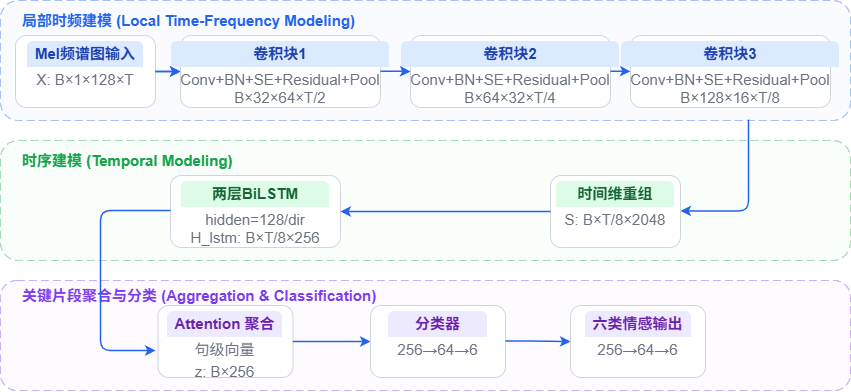 局部时频建模 (Local Time-Frequency Modeling)
Mel频谱图输入
X: B×1×128×T
卷积块1
Conv+BN+SE+Residual+Pool
B×32×64×T/2
卷积块2
Conv+BN+SE+Residual+Pool
B×64×32×T/4
卷积块3
Conv+BN+SE+Residual+Pool
B×128×16×T/8
时序建模 (Temporal Modeling)
两层BiLSTM
hidden=128/dir
H_lstm: B×T/8×256
时间维重组
S: B×T/8×2048
关键片段聚合与分类 (Aggregation & Classification)
Attention 聚合
句级向量
z: B×256
分类器
256→64→6
六类情感输出
256→64→6